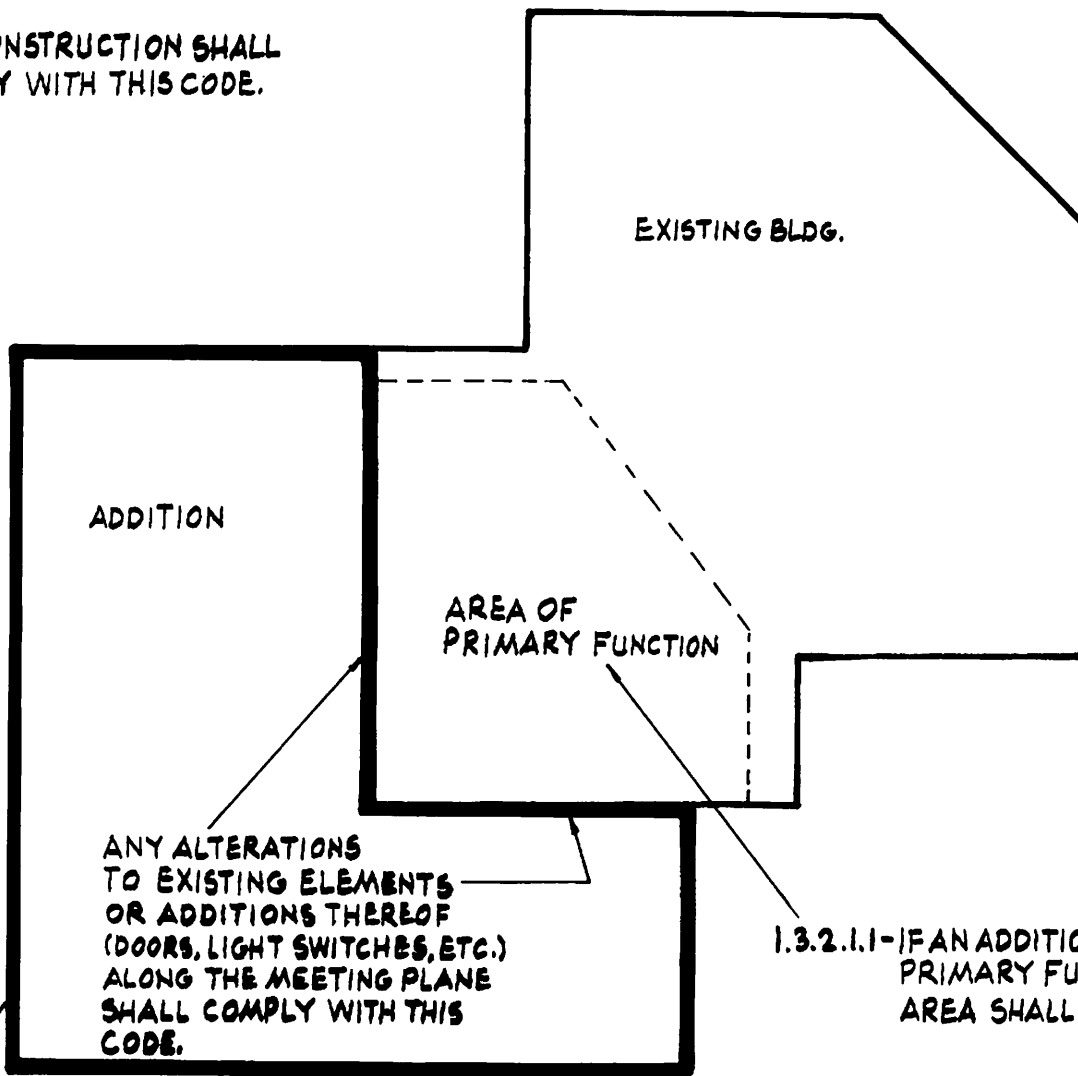 NSTRUCTION SHALL
Y WITH THIS CODE.
EXISTING BLDG.
ADDITION
AREA OF
PRIMARY FUNCTION
ANY ALTERATIONS
TO EXISTING ELEMENTS
OR ADDITIONS THEREOF
(DOORS, LIGHT SWITCHES, ETC.)
ALONG THE MEETING PLANE
SHALL COMPLY WITH THIS
CODE.
1.3.2.1.1-IF AN ADDITIO
PRIMARY FU
AREA SHALL